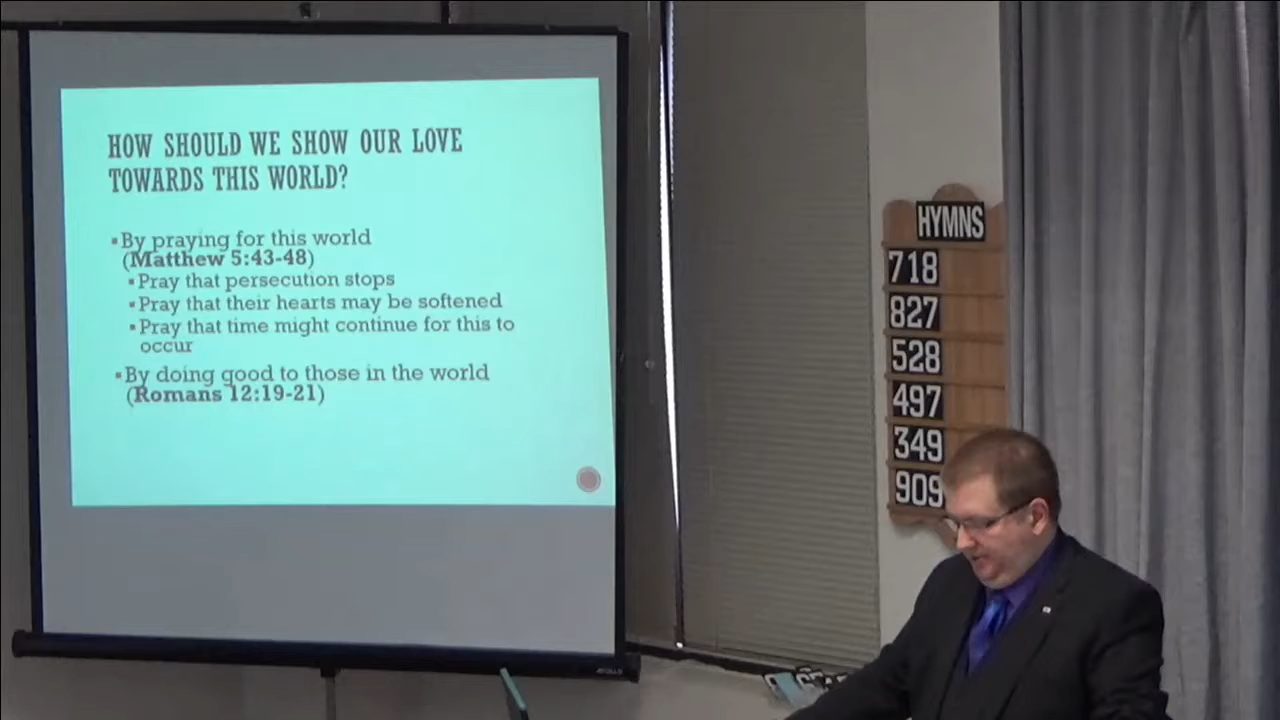 HOW SHOULD WE SHOW OUR LOVE
TOWARDS THIS WORLD?
▪By praying for this world
(Matthew 5:43-48)
▪Pray that persecution stops
▪Pray that their hearts may be softened
▪Pray that time might continue for this to
occur
▪By doing good to those in the world
(Romans 12:19-21)
HYMNS
718
827
528
497
349
909